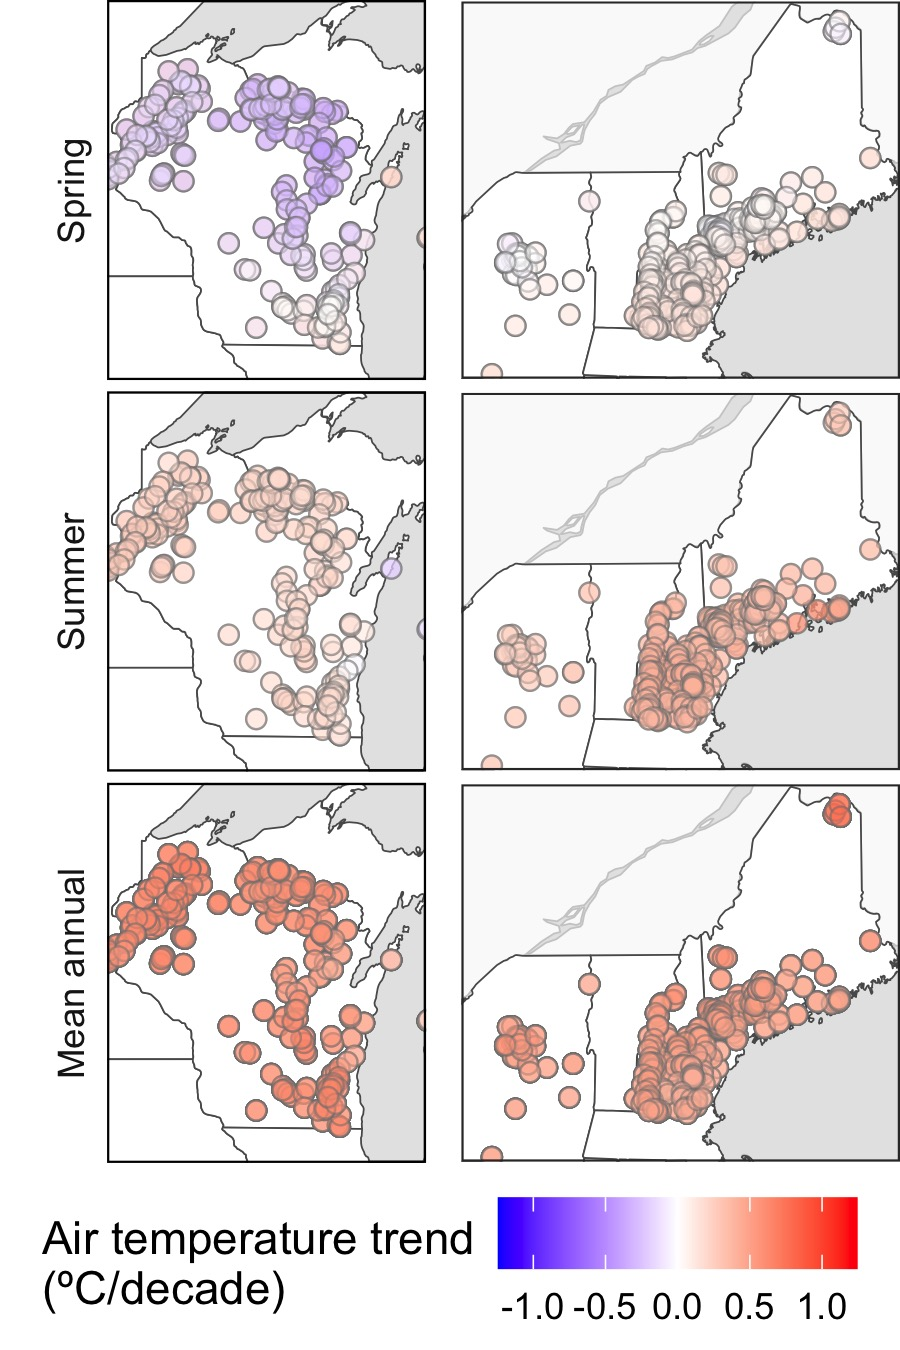 Spring
Summer
Mean annual
Air temperature trend
(ºC/decade)
-1.0 -0.5 0.0 0.5 1.0